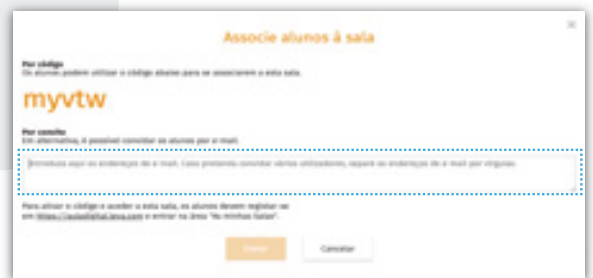 Associe alunos à sala
Por código
Os alunos podem utilizar o código abaixo para se associarem a esta sala.
myvtw
Por convite
Em alternativa, é possível convidar os alunos por e-mail.
Introduza aqui os endereços de e-mail. Caso pretenda convidar vários utilizadores, separe os endereços de e-mail por vírgulas.
Para ativar o código e aceder a esta sala, os alunos devem registar-se
em https://auladigital.leya.com e entrar na área "As minhas Salas".
Enviar
Cancelar